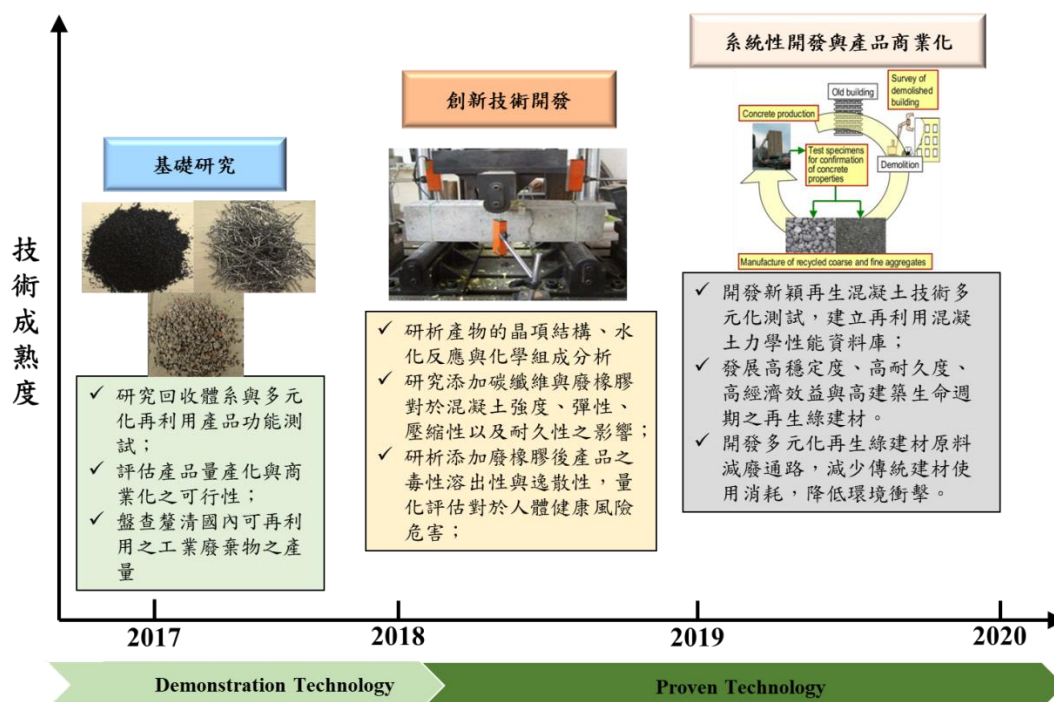 系統性開發與產品商業化
Old building
Survey of
demolished
building
Concrete production
Test specimens
for confirmation
of concrete
properties
Demolition
Manufacture of recycled coarse and fine aggregates
創新技術開發
基礎研究
技術成熟度
✓ 研究回收體系與多元
化再利用產品功能測
試；
✓ 評估產品量產化與商
業化之可行性；
✓ 盤查釐清國內可再利
用之工業廢棄物之產
量
✓ 研析產物的晶項結構、水
化反應與化學組成分析
✓ 研究添加碳纖維與廢橡膠
對於混凝土強度、彈性、
壓縮性以及耐久性之影響；
✓ 研析添加廢橡膠後產品之
毒性溶出性與逸散性，量
化評估對於人體健康風險
危害；
✓ 開發新穎再生混凝土技術多
元化測試，建立再利用混凝
土力學性能資料庫；
✓ 發展高穩定度、高耐久度、
高經濟效益與高建築生命週
期之再生綠建材。
✓ 開發多元化再生綠建材原料
減廢通路，減少傳統建材使
用消耗，降低環境衝擊。
2017
2018
2019
2020
Demonstration Technology
Proven Technology